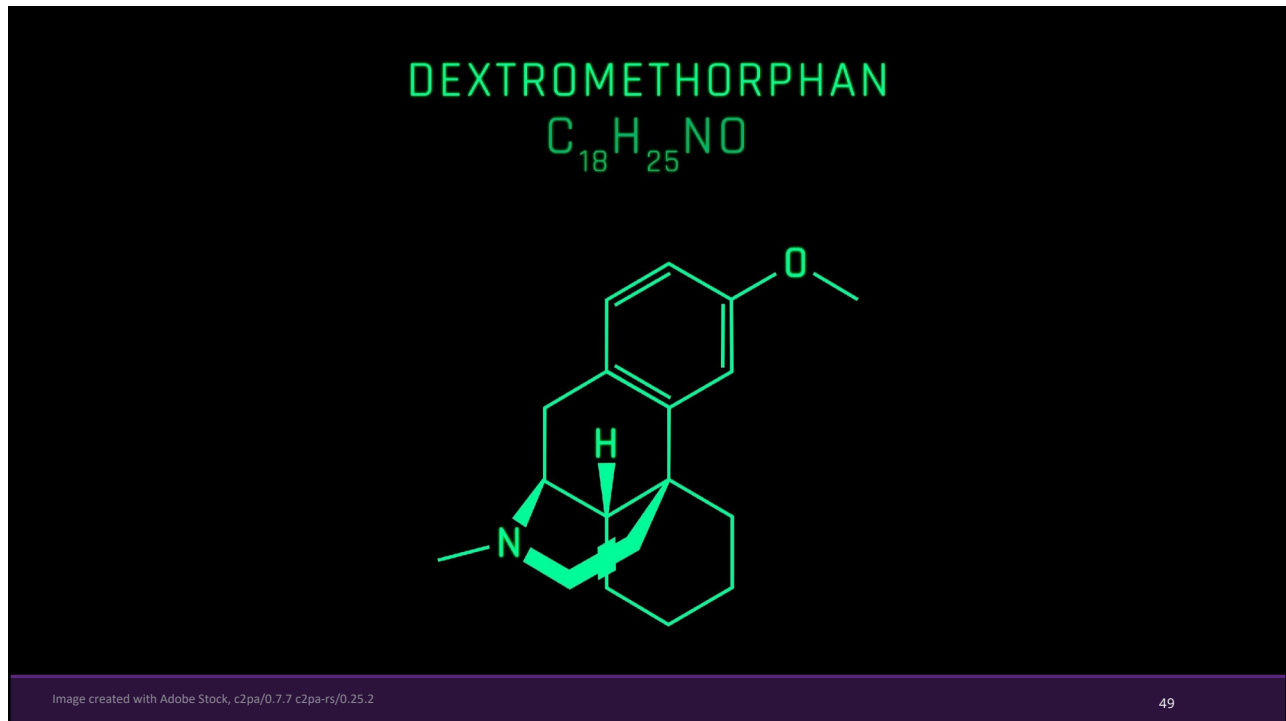 DEXTROMETHORPHAN
C₁₈H₂₅NO
O
H
N
Image created with Adobe Stock, c2pa/0.7.7 c2pa-rs/0.25.2
49